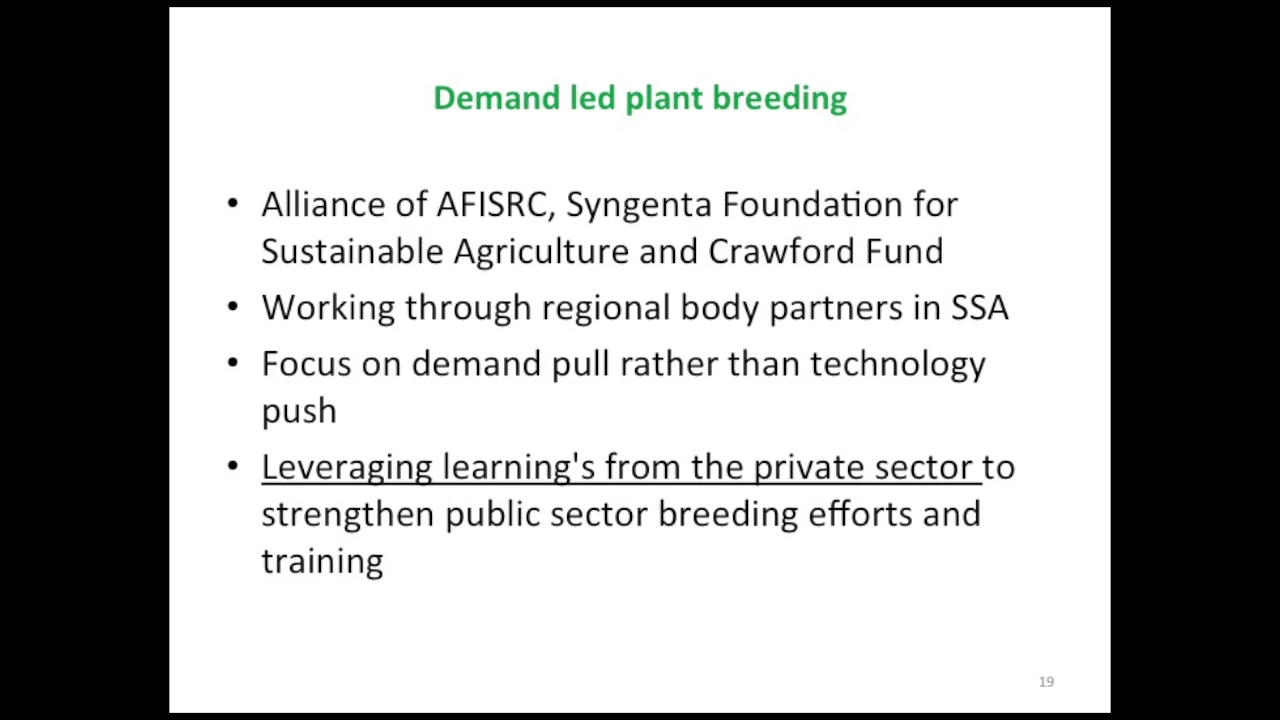 Demand led plant breeding
• Alliance of AFISRC, Syngenta Foundation for
Sustainable Agriculture and Crawford Fund
• Working through regional body partners in SSA
• Focus on demand pull rather than technology
push
• Leveraging learning's from the private sector to
strengthen public sector breeding efforts and
training
19